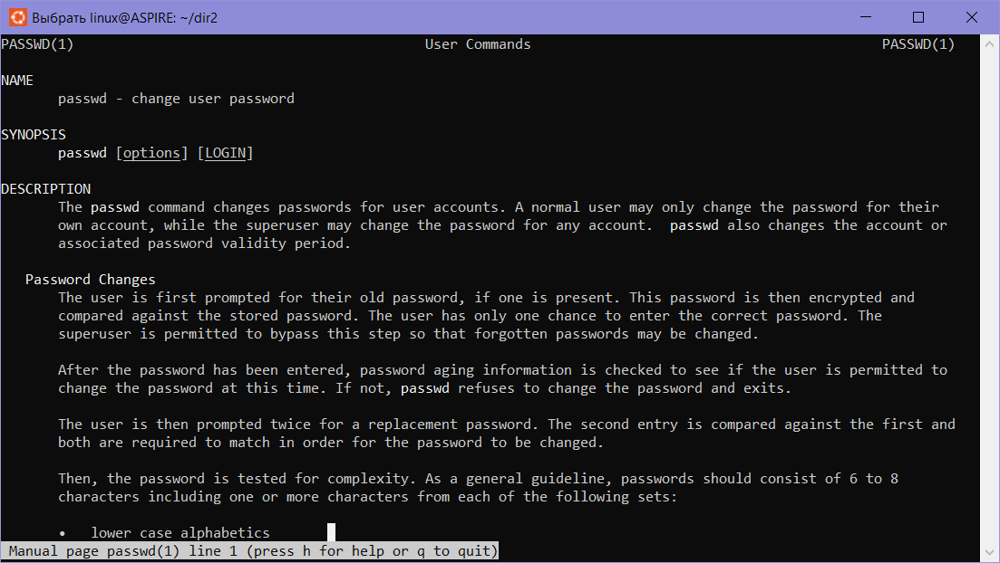 Выбрать linux@ASPIRE: ~/dir2
PASSWD(1) User Commands PASSWD(1)
NAME
passwd - change user password
SYNOPSIS
passwd [options] [LOGIN]
DESCRIPTION
The passwd command changes passwords for user accounts. A normal user may only change the password for their
own account, while the superuser may change the password for any account.  passwd also changes the account or
associated password validity period.
Password Changes
The user is first prompted for their old password, if one is present. This password is then encrypted and
compared against the stored password. The user has only one chance to enter the correct password. The
superuser is permitted to bypass this step so that forgotten passwords may be changed.
After the password has been entered, password aging information is checked to see if the user is permitted to
change the password at this time. If not, passwd refuses to change the password and exits.
The user is then prompted twice for a replacement password. The second entry is compared against the first and
both are required to match in order for the password to be changed.
Then, the password is tested for complexity. As a general guideline, passwords should consist of 6 to 8
characters including one or more characters from each of the following sets:
• lower case alphabetics
Manual page passwd(1) line 1 (press h for help or q to quit)